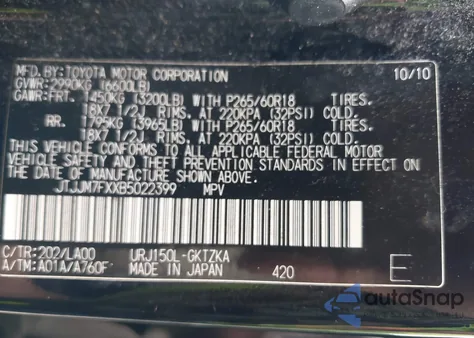 MFD. BY: TOYOTA MOTOR CORPORATION 10/10
GVWR: 2990KG (6600LB)
GAWR: FRT. 1450KG (3200LB) WITH P265/60R18 TIRES.
18X7 1/2J RIMS, AT 220KPA (32PSI) COLD.
RR. 1795KG (3965LB) WITH P265/60R18 TIRES.
18X7 1/2J RIMS, AT 220KPA (32PSI) COLD.
THIS VEHICLE CONFORMS TO ALL APPLICABLE FEDERAL MOTOR
VEHICLE SAFETY AND THEFT PREVENTION STANDARDS IN EFFECT ON
THE DATE OF MANUFACTURE SHOWN ABOVE.
JTJJM7FXXB5022399 MPV
C/TR: 202/LA00 URJ150L-GKTZKA
A/TM: A01A/A760F- MADE IN JAPAN 420 E
autoSnap